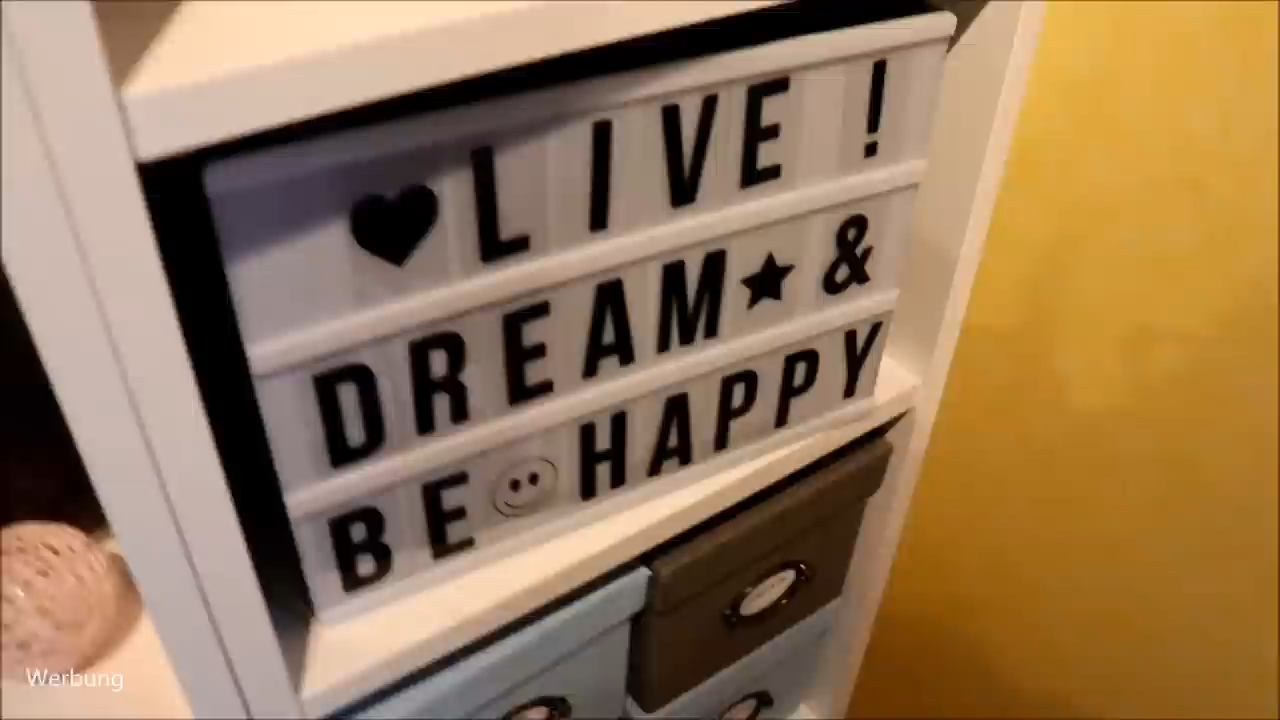 ♥LIVE !
DREAM★ &
BE☺HAPPY
Werbung